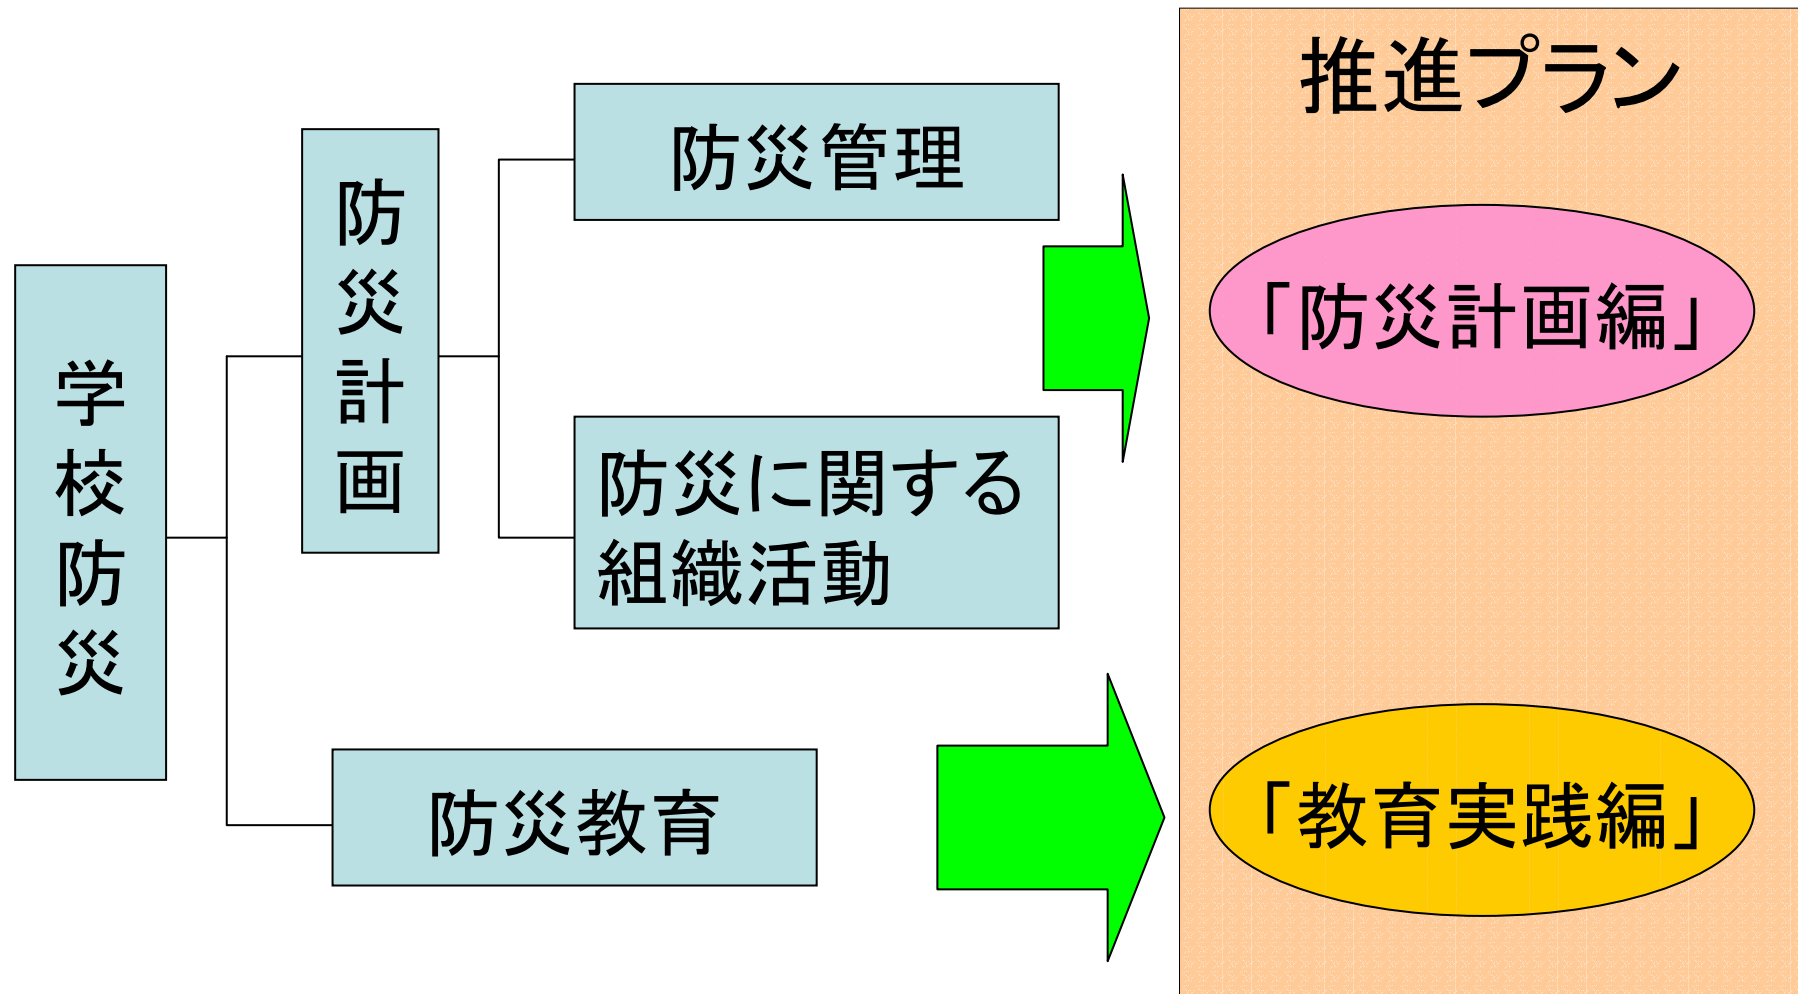 学校防災
防災計画
防災管理
防災に関する
組織活動
防災教育
推進プラン
「防災計画編」
「教育実践編」